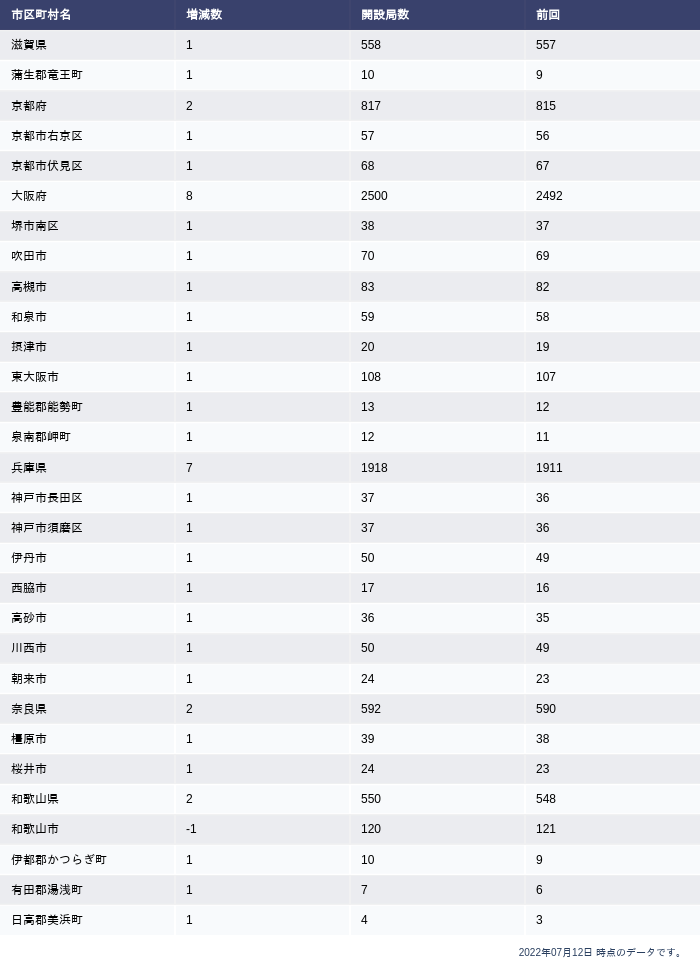 市区町村名 増減数 開設局数 前回
滋賀県 1 558 557
蒲生郡竜王町 1 10 9
京都府 2 817 815
京都市右京区 1 57 56
京都市伏見区 1 68 67
大阪府 8 2500 2492
堺市南区 1 38 37
吹田市 1 70 69
高槻市 1 83 82
和泉市 1 59 58
摂津市 1 20 19
東大阪市 1 108 107
豊能郡能勢町 1 13 12
泉南郡岬町 1 12 11
兵庫県 7 1918 1911
神戸市長田区 1 37 36
神戸市須磨区 1 37 36
伊丹市 1 50 49
西脇市 1 17 16
高砂市 1 36 35
川西市 1 50 49
朝来市 1 24 23
奈良県 2 592 590
橿原市 1 39 38
桜井市 1 24 23
和歌山県 2 550 548
和歌山市 -1 120 121
伊都郡かつらぎ町 1 10 9
有田郡湯浅町 1 7 6
日高郡美浜町 1 4 3
2022年07月12日 時点のデータです。